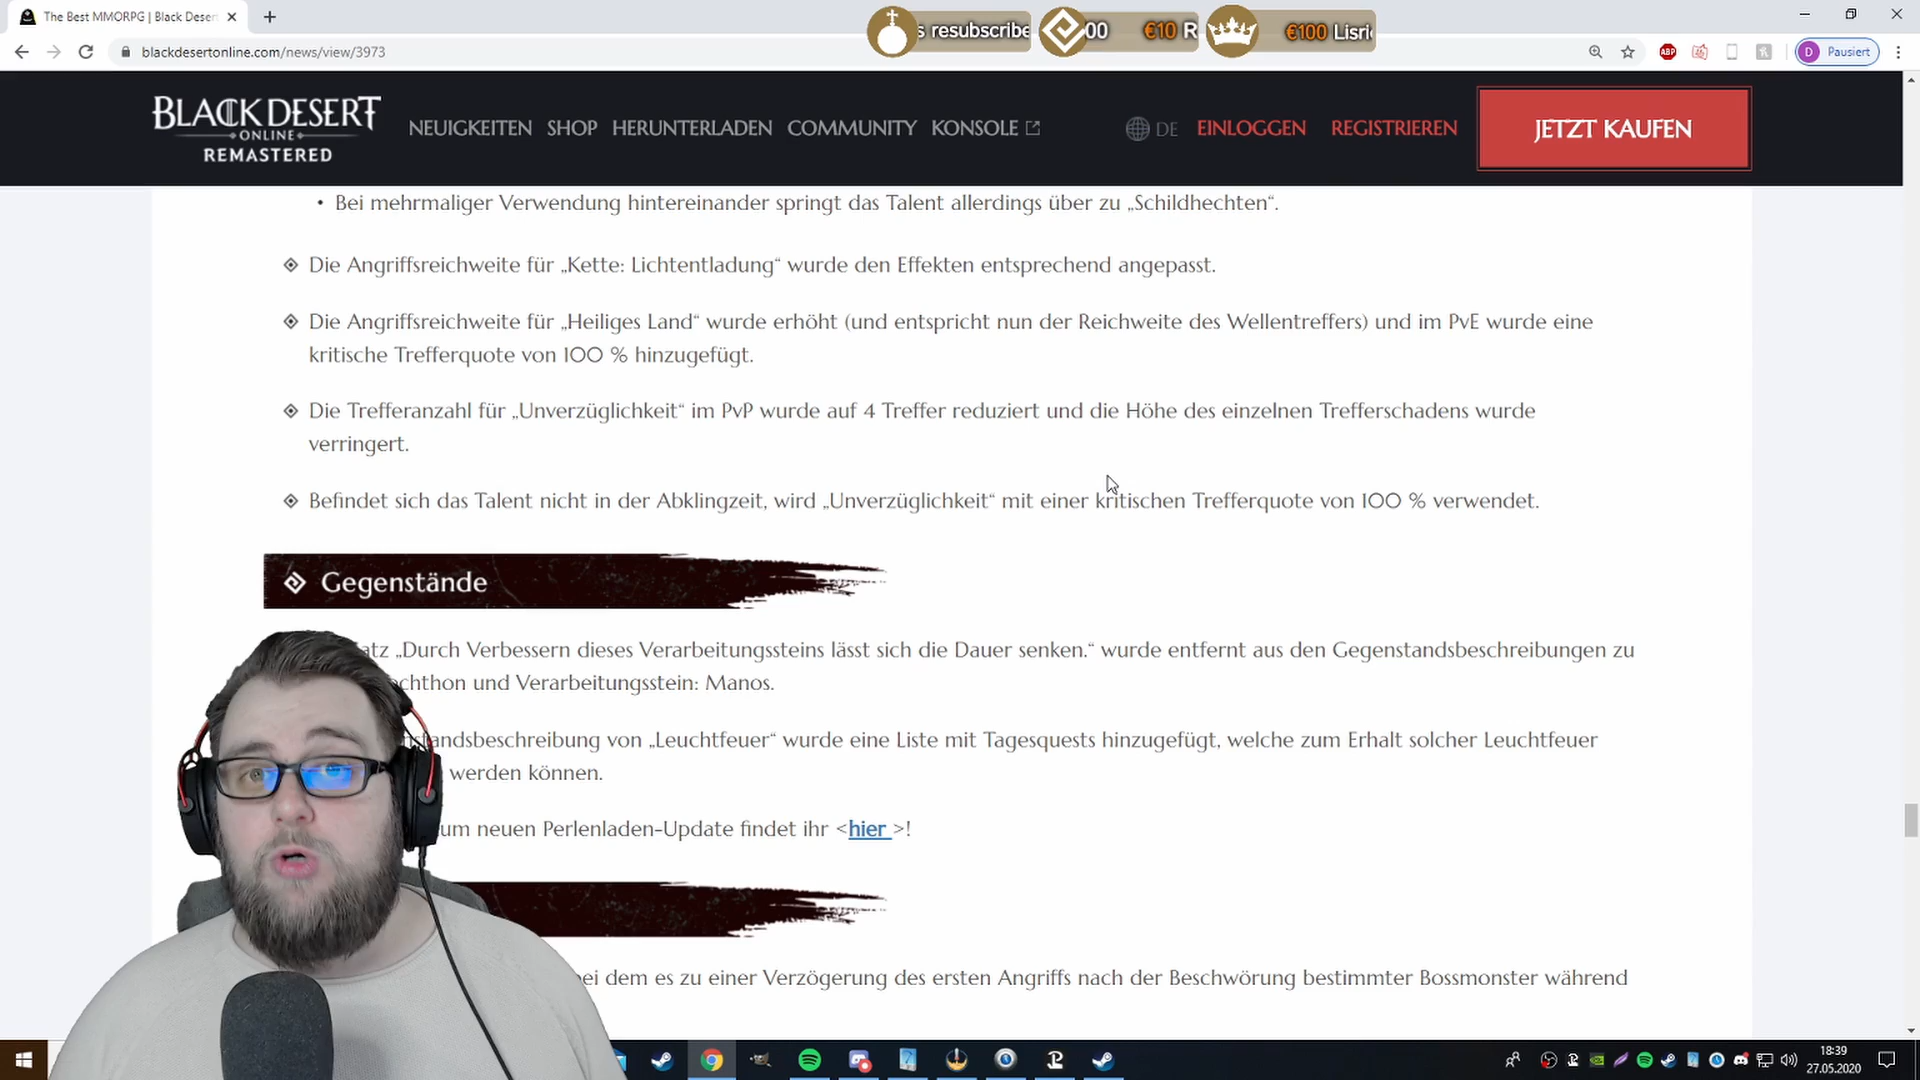 The Best MMORPG | Black Deser
s resubscribe
00
€10 R
€100 Lisri
blackdesertonline.com/news/view/3973
ABP
D
Pausiert
BLACK DESERT
ONLINE
REMASTERED
NEUIGKEITEN
SHOP
HERUNTERLADEN
COMMUNITY
KONSOLE
DE
EINLOGGEN
REGISTRIEREN
JETZT KAUFEN
• Bei mehrmaliger Verwendung hintereinander springt das Talent allerdings über zu „Schildhechten“.
Die Angriffsreichweite für „Kette: Lichtentladung“ wurde den Effekten entsprechend angepasst.
Die Angriffsreichweite für „Heiliges Land“ wurde erhöht (und entspricht nun der Reichweite des Wellentreffers) und im PvE wurde eine
kritische Trefferquote von 100 % hinzugefügt.
Die Trefferanzahl für „Unverzüglichkeit“ im PvP wurde auf 4 Treffer reduziert und die Höhe des einzelnen Trefferschadens wurde
verringert.
Befindet sich das Talent nicht in der Abklingzeit, wird „Unverzüglichkeit“ mit einer kritischen Trefferquote von 100 % verwendet.
Gegenstände
atz „Durch Verbessern dieses Verarbeitungssteins lässt sich die Dauer senken.“ wurde entfernt aus den Gegenstandsbeschreibungen zu
ochthon und Verarbeitungsstein: Manos.
nstandsbeschreibung von „Leuchtfeuer“ wurde eine Liste mit Tagesquests hinzugefügt, welche zum Erhalt solcher Leuchtfeuer
werden können.
um neuen Perlenladen-Update findet ihr <hier >!
bei dem es zu einer Verzögerung des ersten Angriffs nach der Beschwörung bestimmter Bossmonster während
18:39
27.05.2020